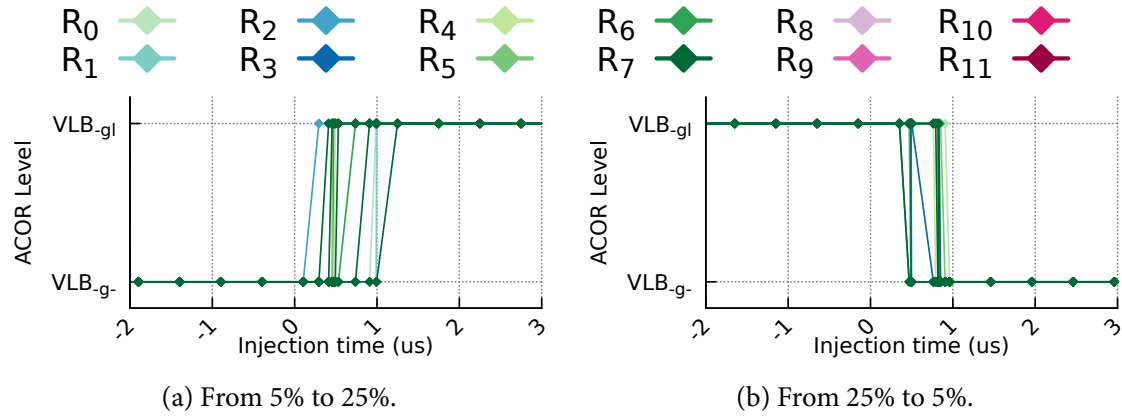 R0 R2 R4 R6 R8 R10
R1 R3 R5 R7 R9 R11
ACOR Level
VLB-gl
VLB-g-
-2 -1 0 1 2 3
Injection time (us)
(a) From 5% to 25%.
ACOR Level
VLB-gl
VLB-g-
-2 -1 0 1 2 3
Injection time (us)
(b) From 25% to 5%.